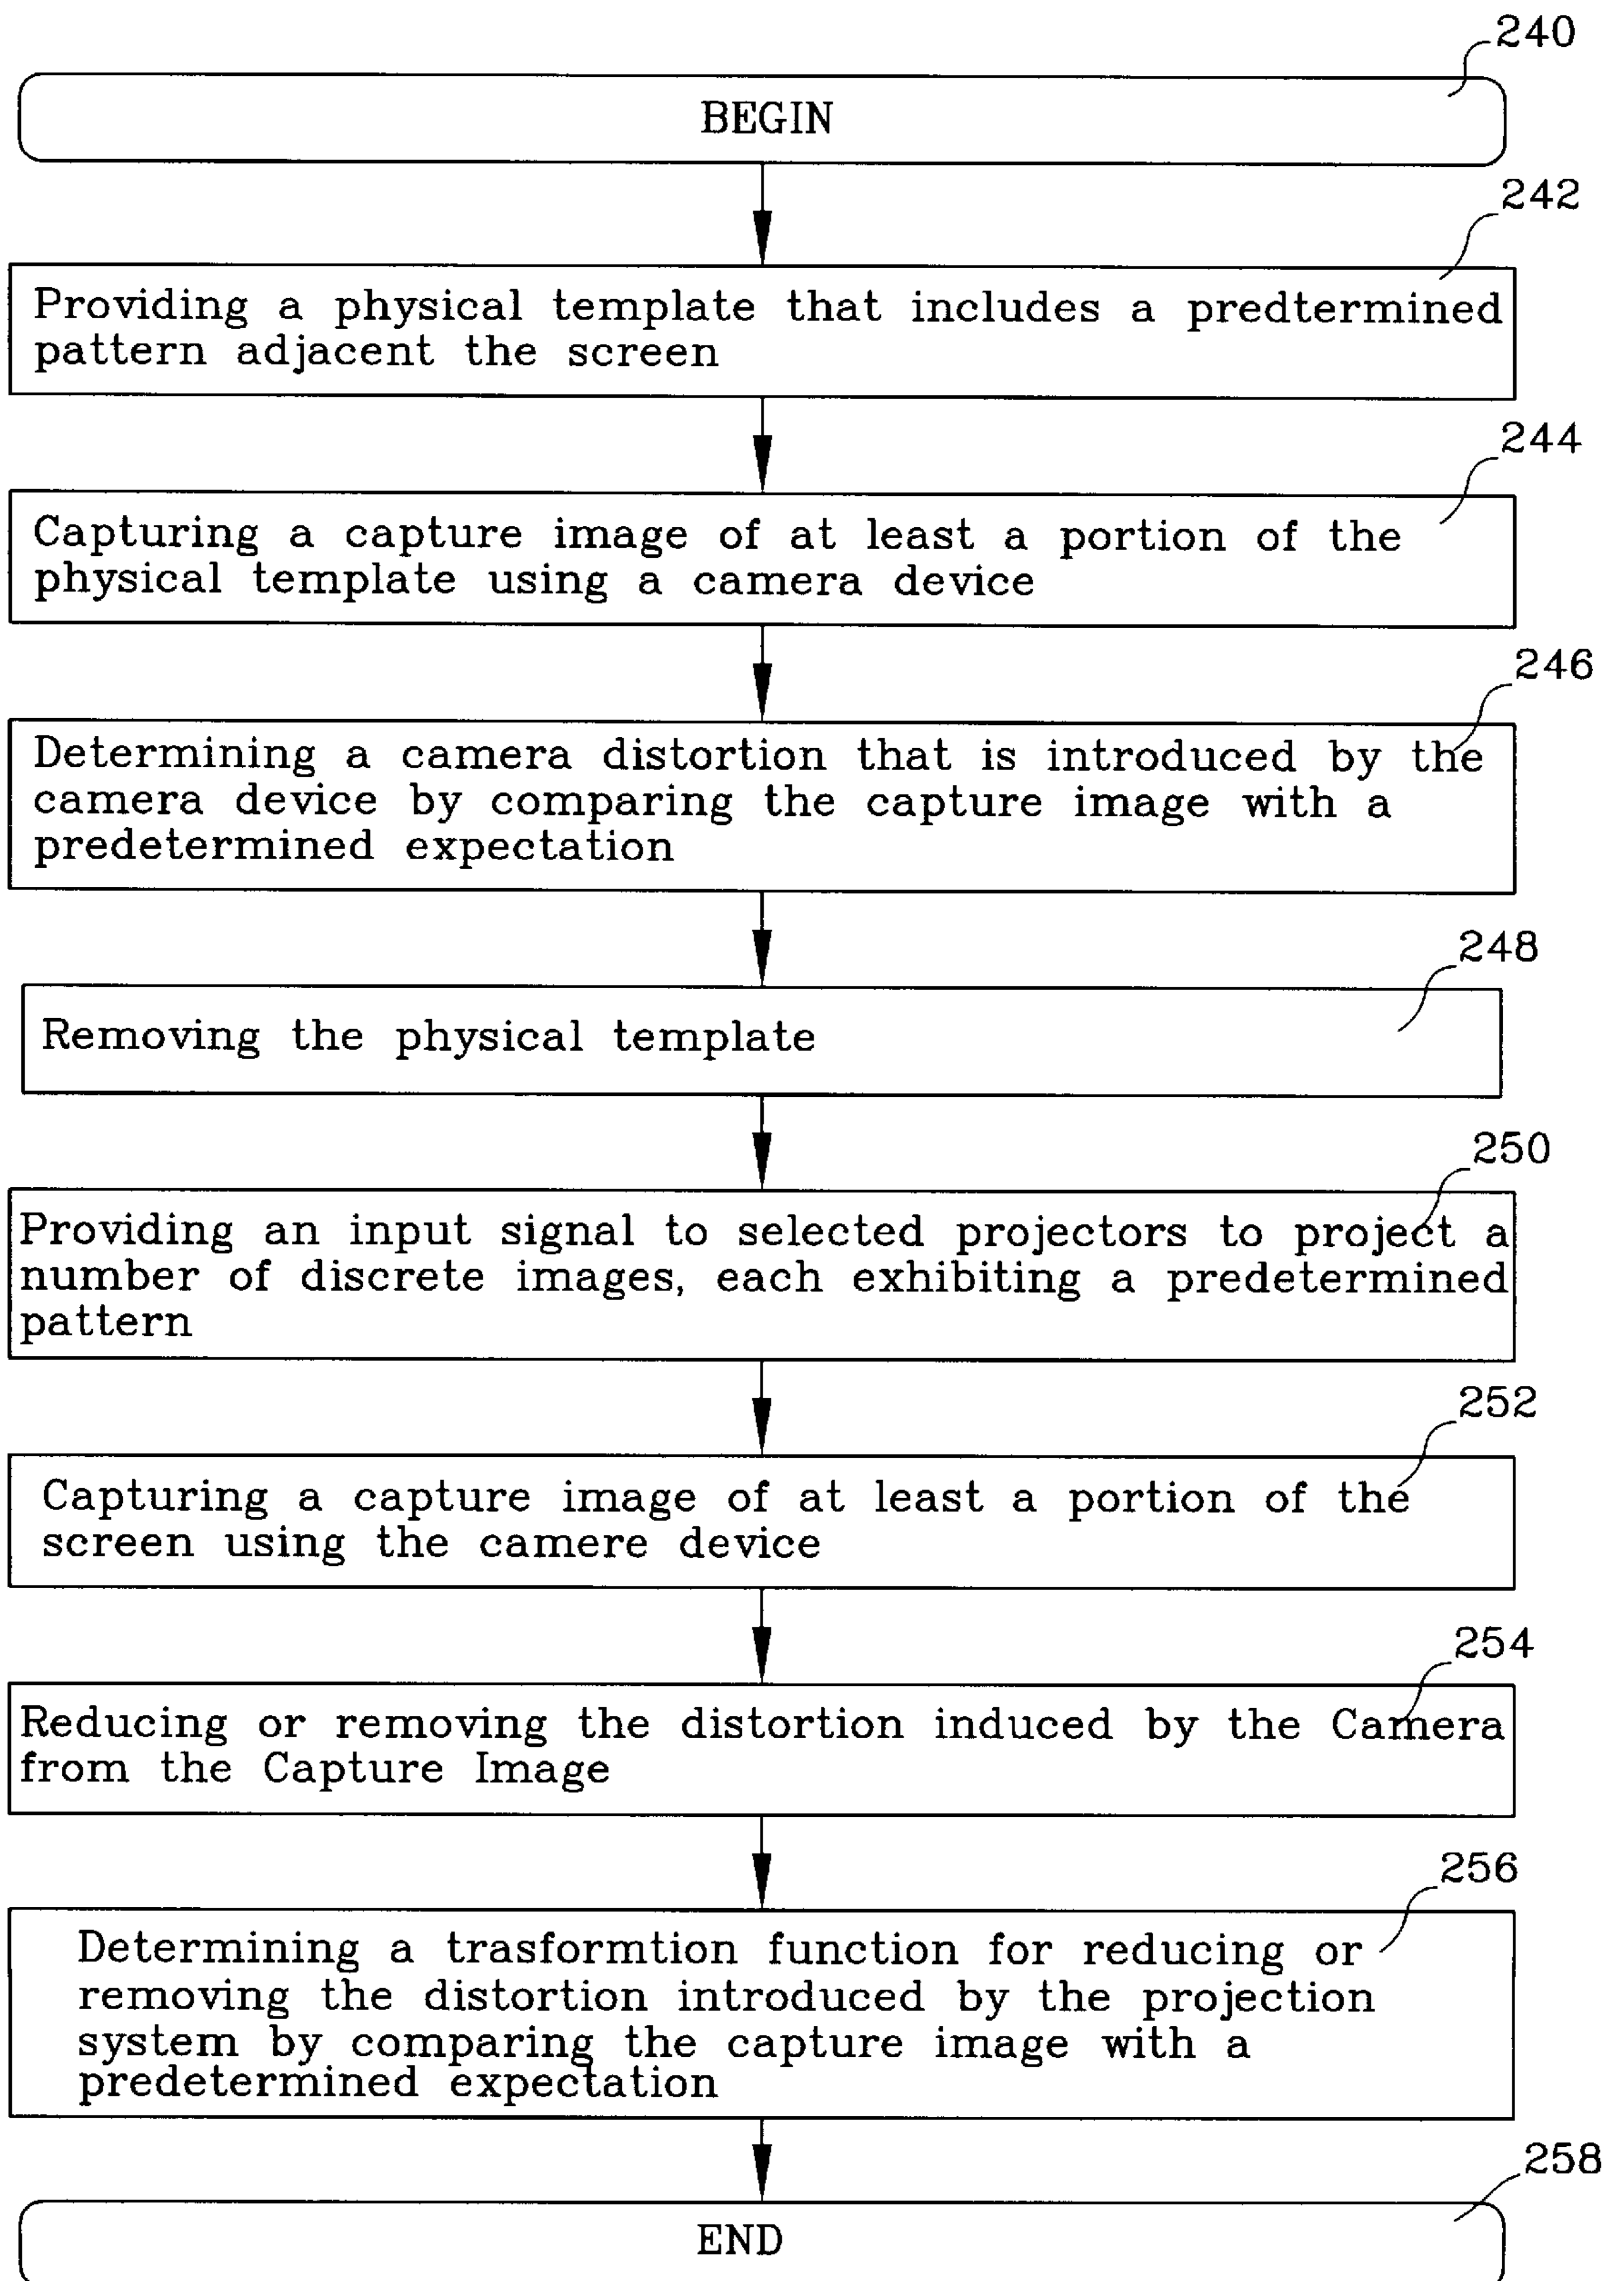 240
BEGIN
242
Providing a physical template that includes a predtermined
pattern adjacent the screen
244
Capturing a capture image of at least a portion of the
physical template using a camera device
246
Determining a camera distortion that is introduced by the
camera device by comparing the capture image with a
predetermined expectation
248
Removing the physical template
250
Providing an input signal to selected projectors to project a
number of discrete images, each exhibiting a predetermined
pattern
252
Capturing a capture image of at least a portion of the
screen using the camere device
254
Reducing or removing the distortion induced by the Camera
from the Capture Image
256
Determining a trasformtion function for reducing or
removing the distortion introduced by the projection
system by comparing the capture image with a
predetermined expectation
258
END